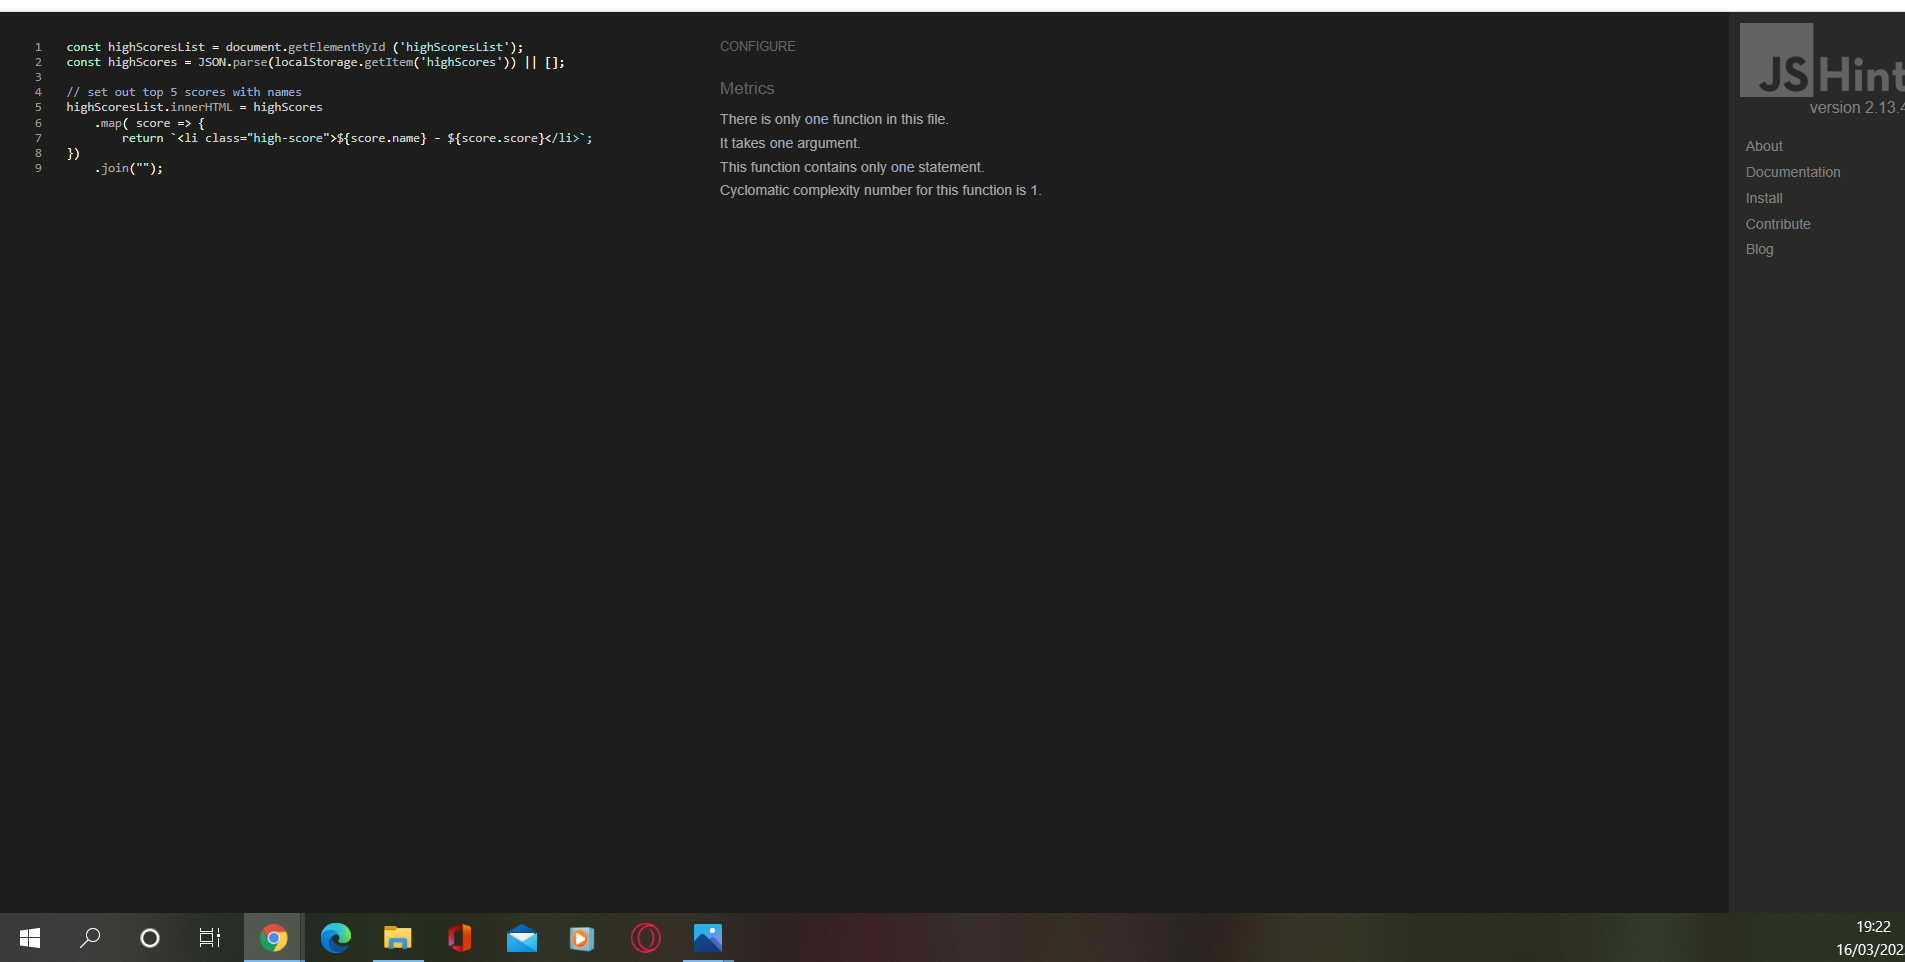 1 const highScoresList = document.getElementById ('highScoresList');
2 const highScores = JSON.parse(localStorage.getItem('highScores')) || [];
3
4 // set out top 5 scores with names
5 highScoresList.innerHTML = highScores
6 .map( score => {
7 return `<li class="high-score">${score.name} - ${score.score}</li>`;
8 })
9 .join("");
CONFIGURE
Metrics
There is only one function in this file.
It takes one argument.
This function contains only one statement.
Cyclomatic complexity number for this function is 1.
JSHint
version 2.13.4
About
Documentation
Install
Contribute
Blog
19:22
16/03/202